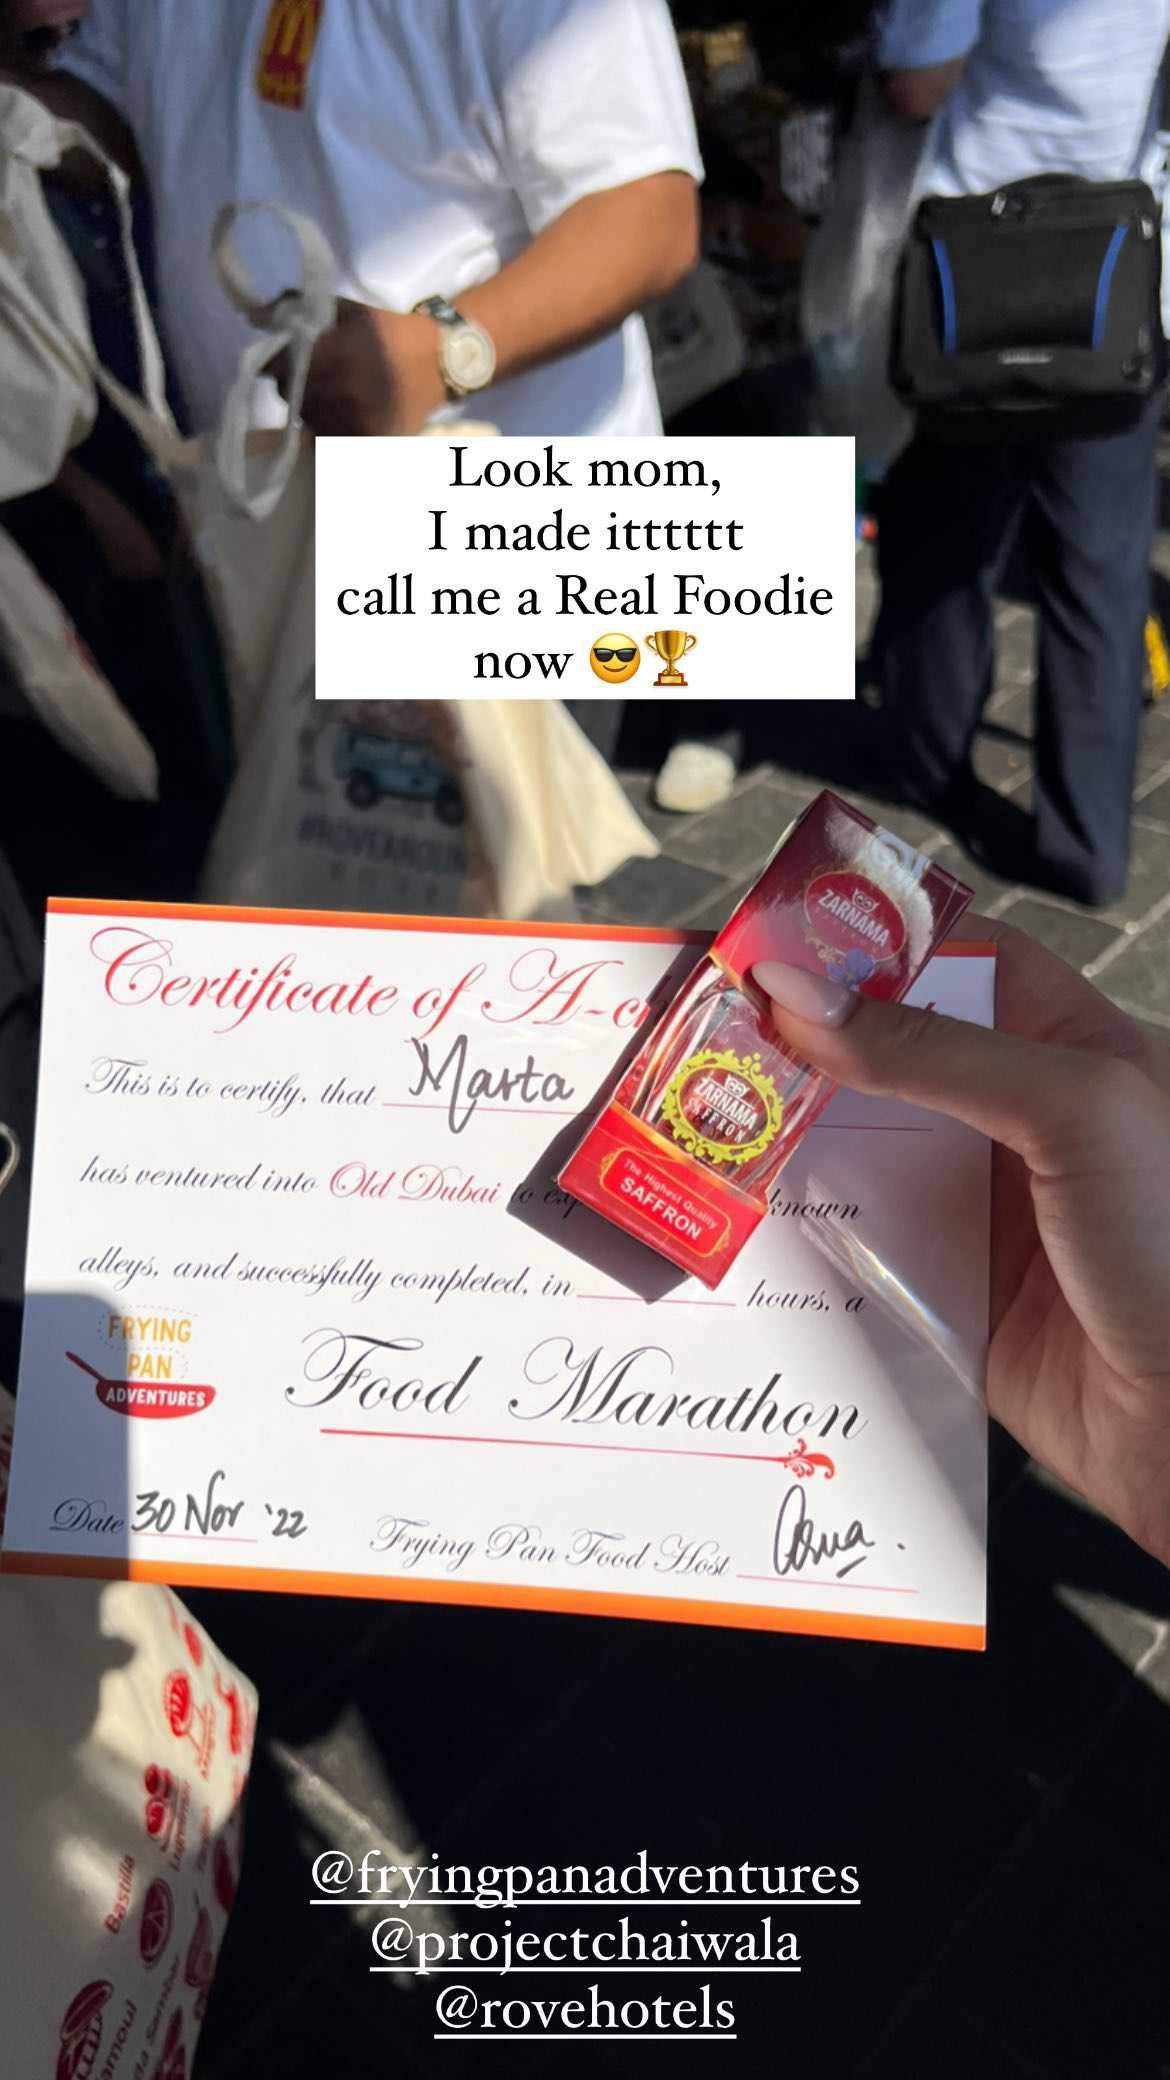 Look mom,
I made itttttt
call me a Real Foodie
now 😎🏆
ZARNAMA
Certificate of A-
This is to certify, that Marta
ZARNAMA
SAFFRON
has ventured into Old Dubai to known
The Highest Quality
SAFFRON
alleys, and successfully completed, in hours, a
FRYING
PAN
ADVENTURES
Food Marathon
Date 30 Nov '22 Frying Pan Food Host
Bastilla
@fryingpanadventures
@projectchaiwala
@rovehotels